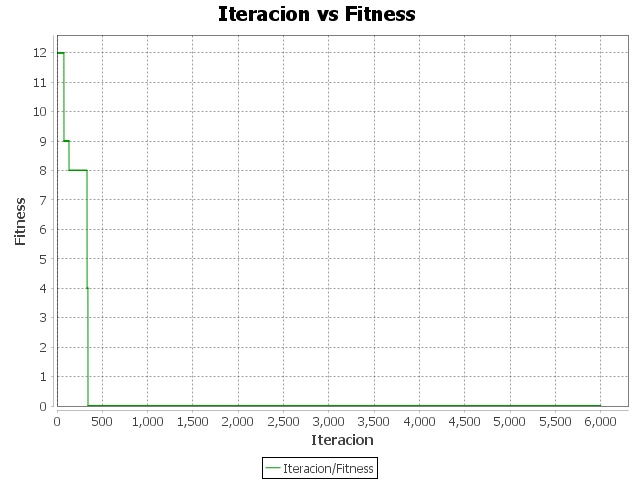 Iteracion vs Fitness
12
11
10
9
8
7
6
5
4
3
2
1
0
Fitness
0 500 1,000 1,500 2,000 2,500 3,000 3,500 4,000 4,500 5,000 5,500 6,000
Iteracion
Iteracion/Fitness